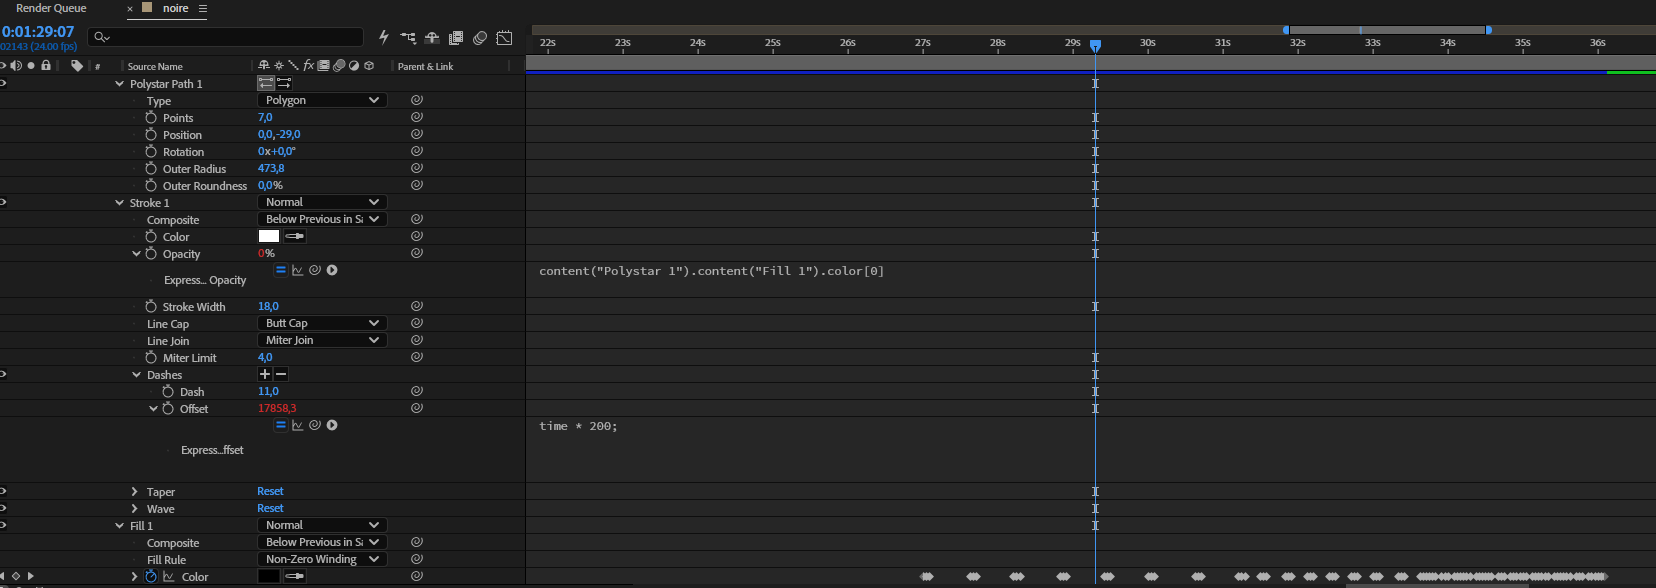 Render Queue × noire
0:01:29:07
02143 (24.00 fps)
22s 23s 24s 25s 26s 27s 28s 29s 30s 31s 32s 33s 34s 35s 36s
# Source Name fx Parent & Link
Polystar Path 1
Type Polygon
Points 7,0
Position 0,0,-29,0
Rotation 0x+0,0°
Outer Radius 473,8
Outer Roundness 0,0%
Stroke 1 Normal
Composite Below Previous in Sa
Color
Opacity 0%
Express... Opacity content("Polystar 1").content("Fill 1").color[0]
Stroke Width 18,0
Line Cap Butt Cap
Line Join Miter Join
Miter Limit 4,0
Dashes + −
Dash 11,0
Offset 17858,3
Express...ffset time * 200;
Taper Reset
Wave Reset
Fill 1 Normal
Composite Below Previous in Sa
Fill Rule Non-Zero Winding
Color